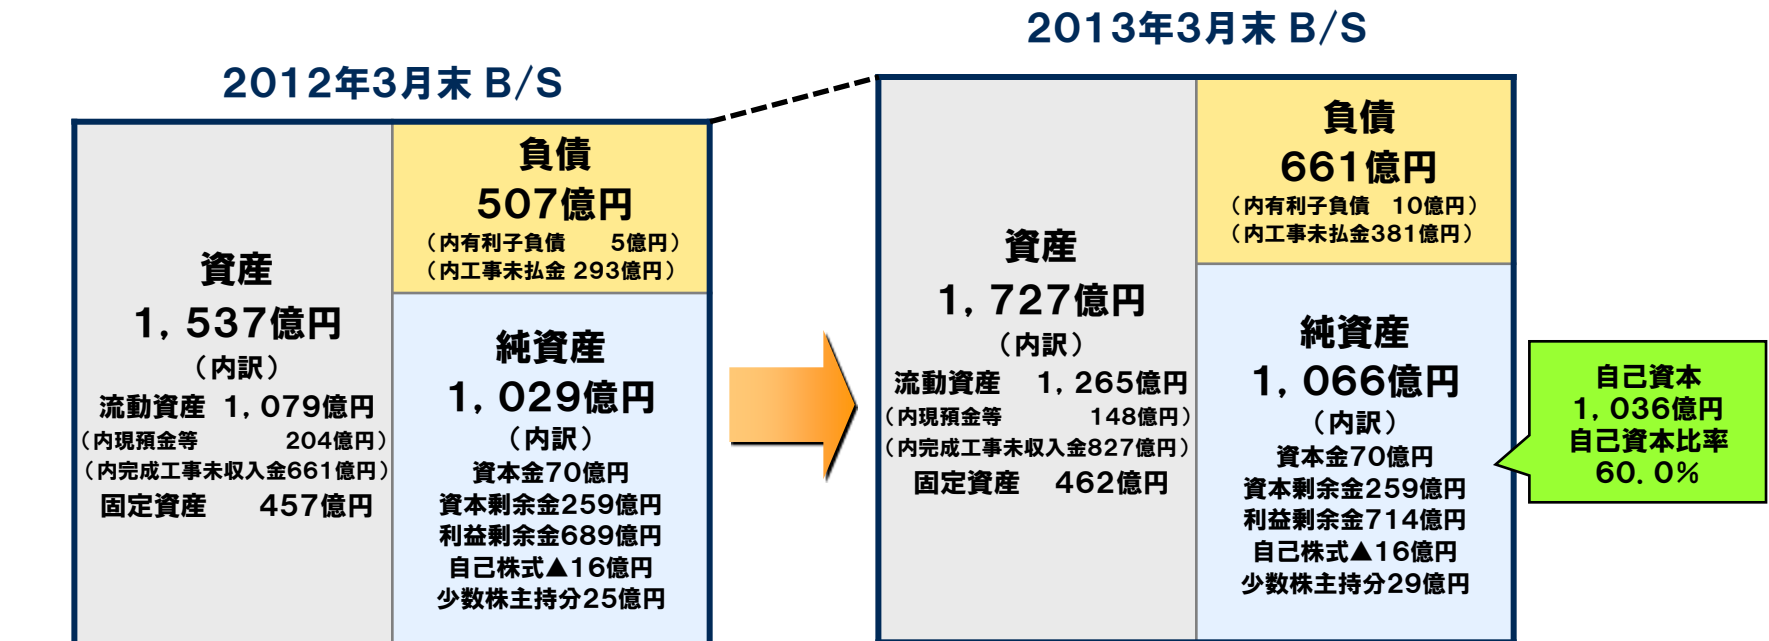 2012年3月末 B/S
資産
1，537億円
（内訳）
流動資産 1，079億円
（内現預金等 204億円）
（内完成工事未収入金661億円）
固定資産 457億円
負債
507億円
（内有利子負債 5億円）
（内工事未払金 293億円）
純資産
1，029億円
（内訳）
資本金70億円
資本剰余金259億円
利益剰余金689億円
自己株式▲16億円
少数株主持分25億円
2013年3月末 B/S
資産
1，727億円
（内訳）
流動資産 1，265億円
（内現預金等 148億円）
（内完成工事未収入金827億円）
固定資産 462億円
負債
661億円
（内有利子負債 10億円）
（内工事未払金381億円）
純資産
1，066億円
（内訳）
資本金70億円
資本剰余金259億円
利益剰余金714億円
自己株式▲16億円
少数株主持分29億円
自己資本
1，036億円
自己資本比率
60．0％